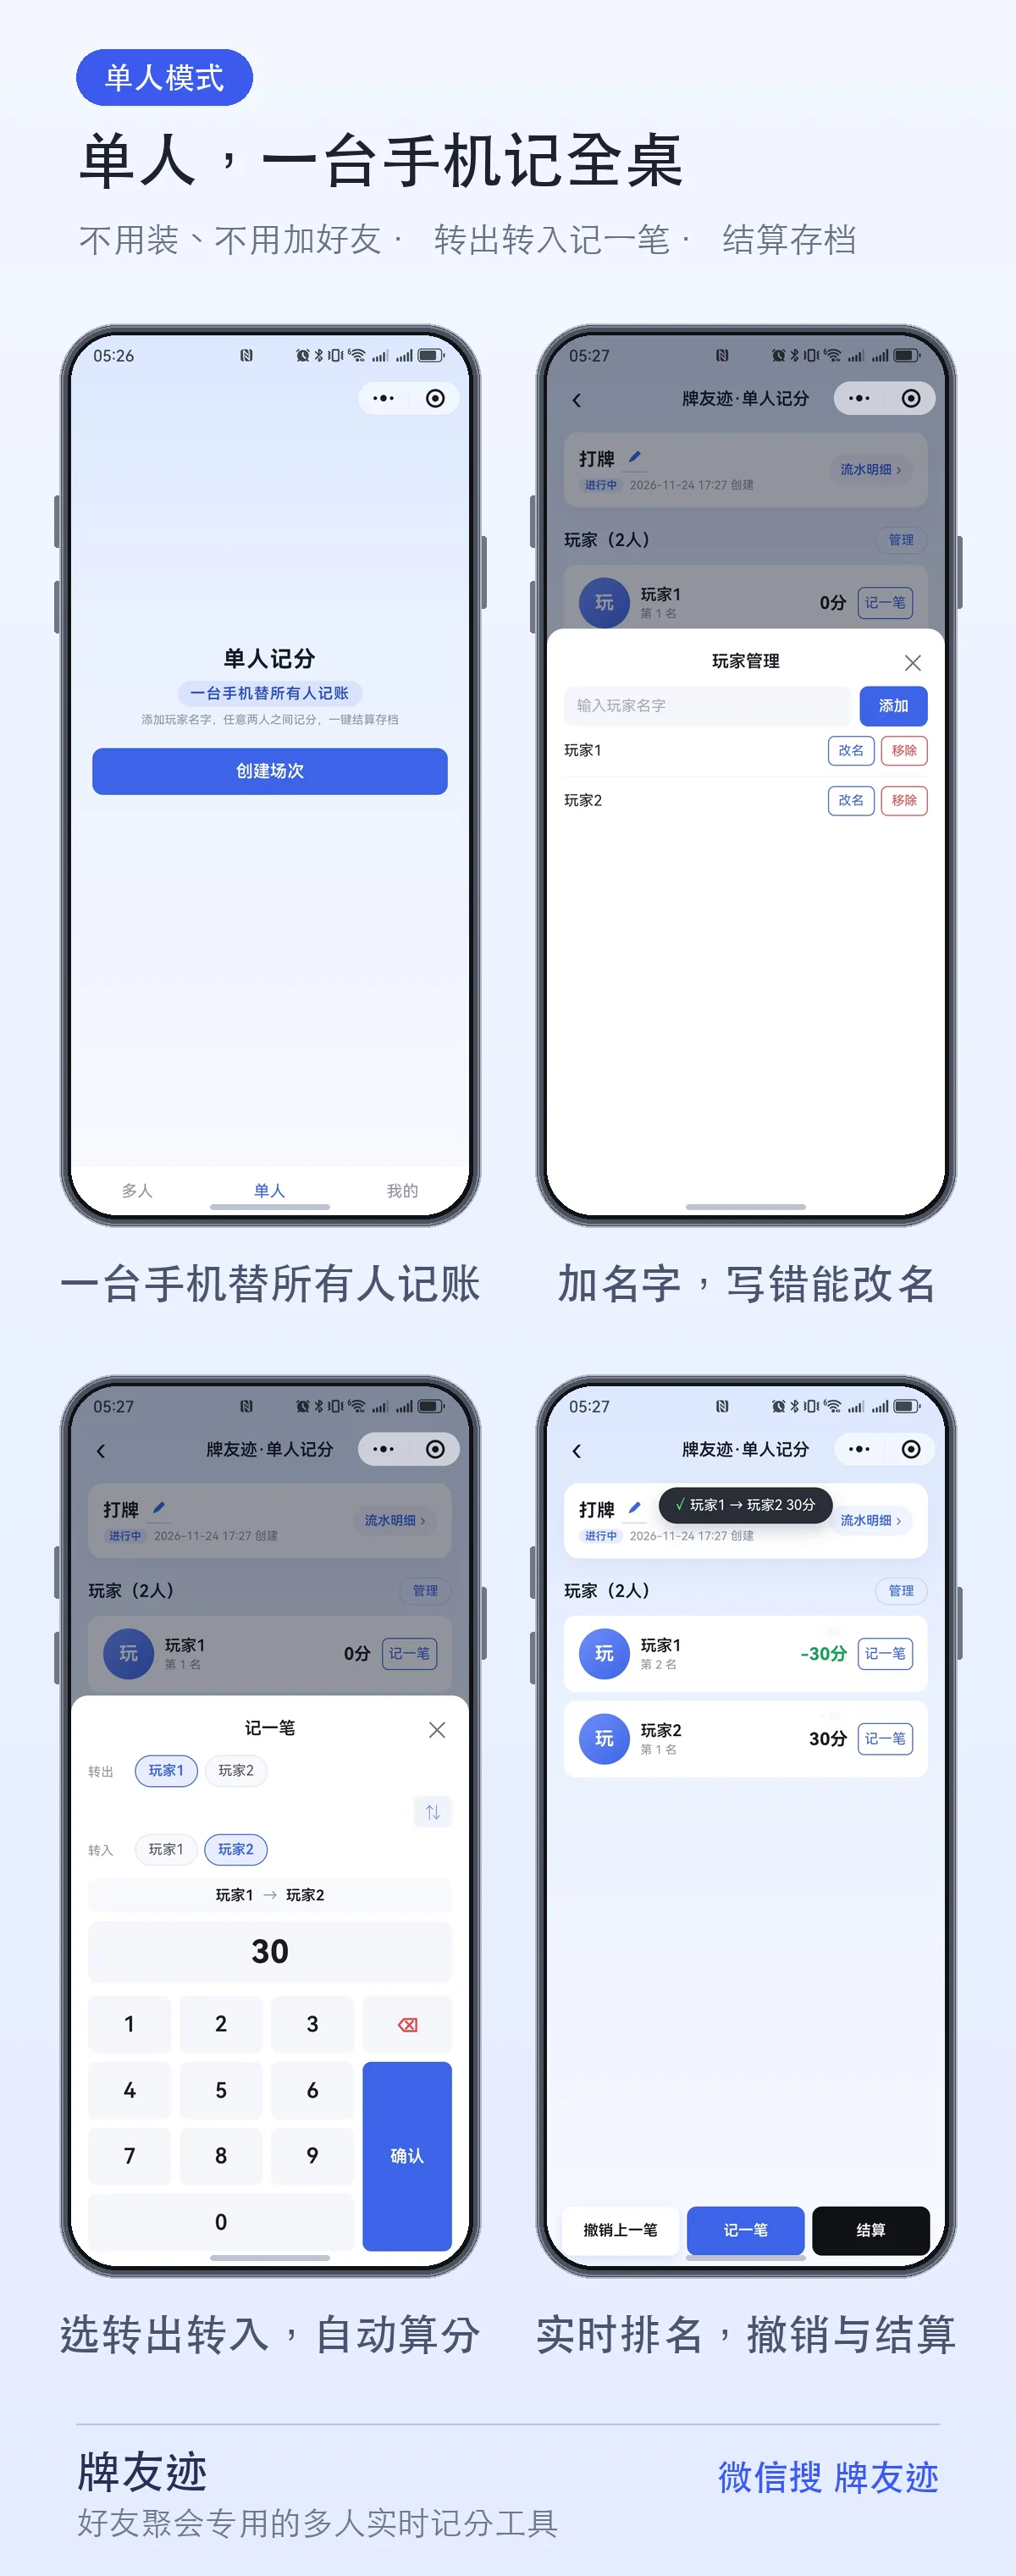 单人模式
单人，一台手机记全桌
不用装、不用加好友 · 转出转入记一笔 · 结算存档
05:26
单人记分
一台手机替所有人记账
添加玩家名字，任意两人之间记分，一键结算存档
创建场次
多人 单人 我的
05:27
牌友迹·单人记分
打牌
流水明细 ›
进行中 2026-11-24 17:27 创建
玩家（2人） 管理
玩 玩家1 0分 记一笔
第 1 名
玩家管理
输入玩家名字 添加
玩家1 改名 移除
玩家2 改名 移除
一台手机替所有人记账
加名字，写错能改名
05:27
牌友迹·单人记分
打牌
流水明细 ›
进行中 2026-11-24 17:27 创建
玩家（2人） 管理
玩 玩家1 0分 记一笔
第 1 名
记一笔
转出 玩家1 玩家2
转入 玩家1 玩家2
玩家1 → 玩家2
30
1 2 3
4 5 6
7 8 9 确认
0
05:27
牌友迹·单人记分
✓ 玩家1 → 玩家2 30分
打牌
流水明细 ›
进行中 2026-11-24 17:27 创建
玩家（2人） 管理
玩 玩家1 -30分 记一笔
第 2 名
玩 玩家2 30分 记一笔
第 1 名
撤销上一笔 记一笔 结算
选转出转入，自动算分
实时排名，撤销与结算
牌友迹
微信搜 牌友迹
好友聚会专用的多人实时记分工具